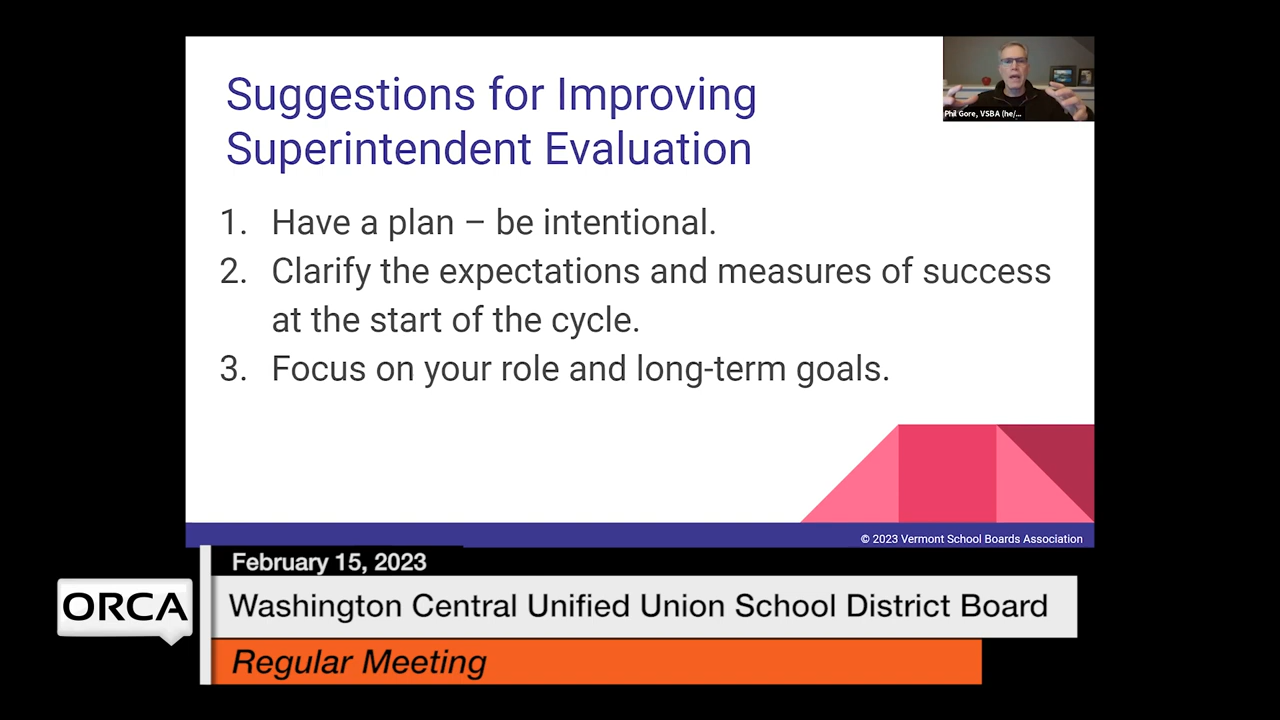 Suggestions for Improving
Superintendent Evaluation
Phil Gore, VSBA (he/...
1. Have a plan – be intentional.
2. Clarify the expectations and measures of success
at the start of the cycle.
3. Focus on your role and long-term goals.
© 2023 Vermont School Boards Association
February 15, 2023
ORCA
Washington Central Unified Union School District Board
Regular Meeting